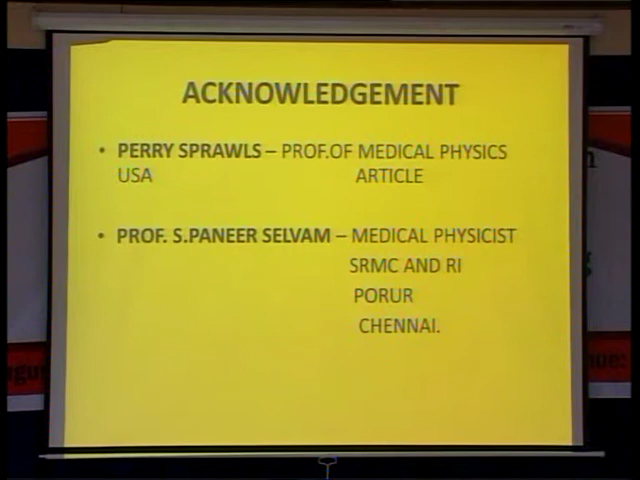 ACKNOWLEDGEMENT
• PERRY SPRAWLS – PROF.OF MEDICAL PHYSICS
USA ARTICLE
• PROF. S.PANEER SELVAM – MEDICAL PHYSICIST
SRMC AND RI
PORUR
CHENNAI.